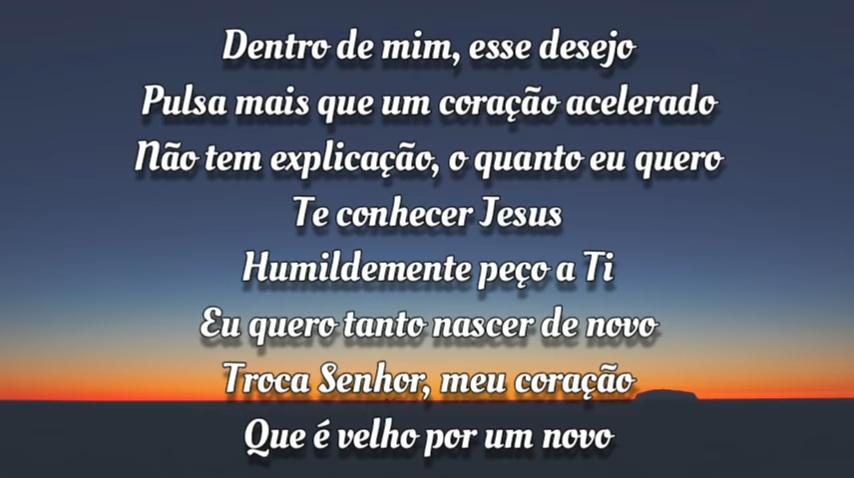 Dentro de mim, esse desejo
Pulsa mais que um coração acelerado
Não tem explicação, o quanto eu quero
Te conhecer Jesus
Humildemente peço a Ti
Eu quero tanto nascer de novo
Troca Senhor, meu coração
Que é velho por um novo